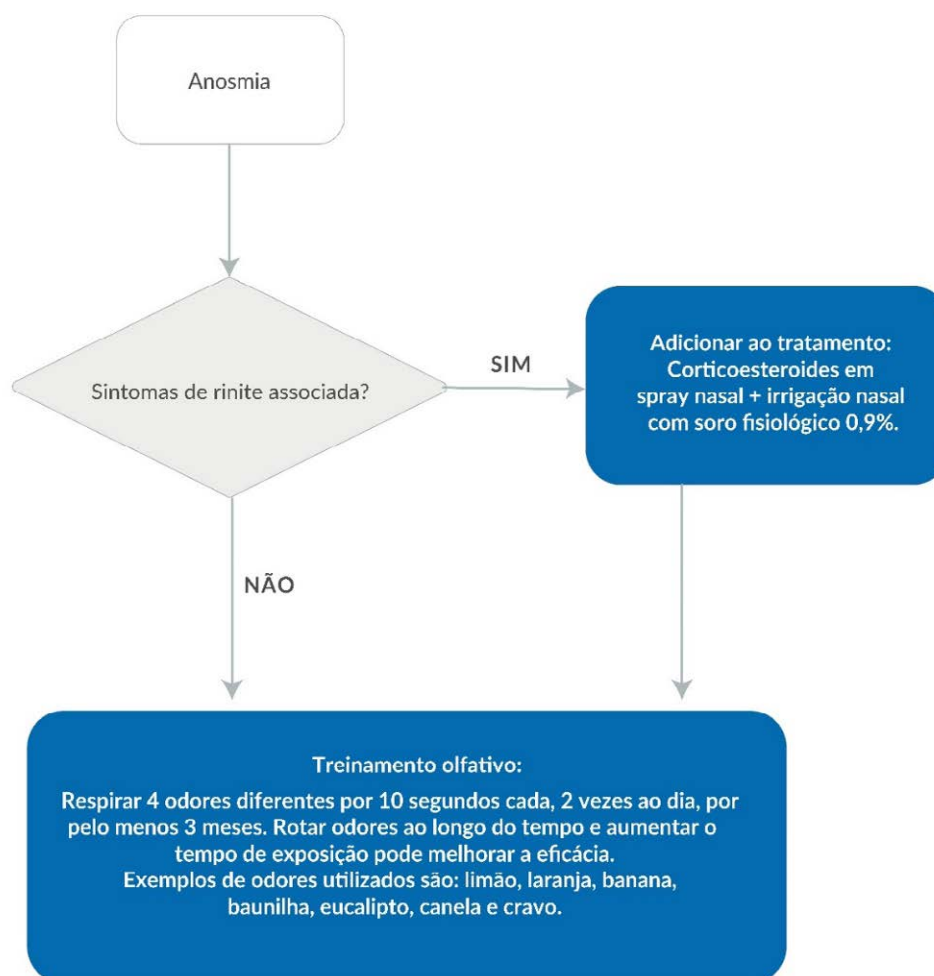 Anosmia
Sintomas de rinite associada?
SIM
Adicionar ao tratamento:
Corticoesteroides em
spray nasal + irrigação nasal
com soro fisiológico 0,9%.
NÃO
Treinamento olfativo:
Respirar 4 odores diferentes por 10 segundos cada, 2 vezes ao dia, por
pelo menos 3 meses. Rotar odores ao longo do tempo e aumentar o
tempo de exposição pode melhorar a eficácia.
Exemplos de odores utilizados são: limão, laranja, banana,
baunilha, eucalipto, canela e cravo.